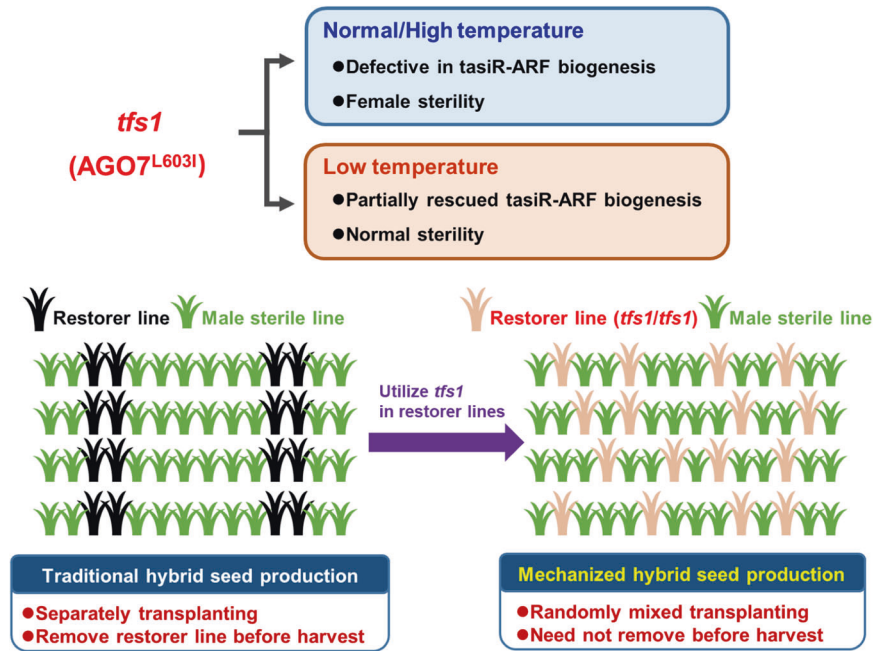 Normal/High temperature
●Defective in tasiR-ARF biogenesis
●Female sterility
tfs1
(AGO7L603I)
Low temperature
●Partially rescued tasiR-ARF biogenesis
●Normal sterility
Restorer line Male sterile line
Restorer line (tfs1/tfs1) Male sterile line
Utilize tfs1
in restorer lines
Traditional hybrid seed production
●Separately transplanting
●Remove restorer line before harvest
Mechanized hybrid seed production
●Randomly mixed transplanting
●Need not remove before harvest